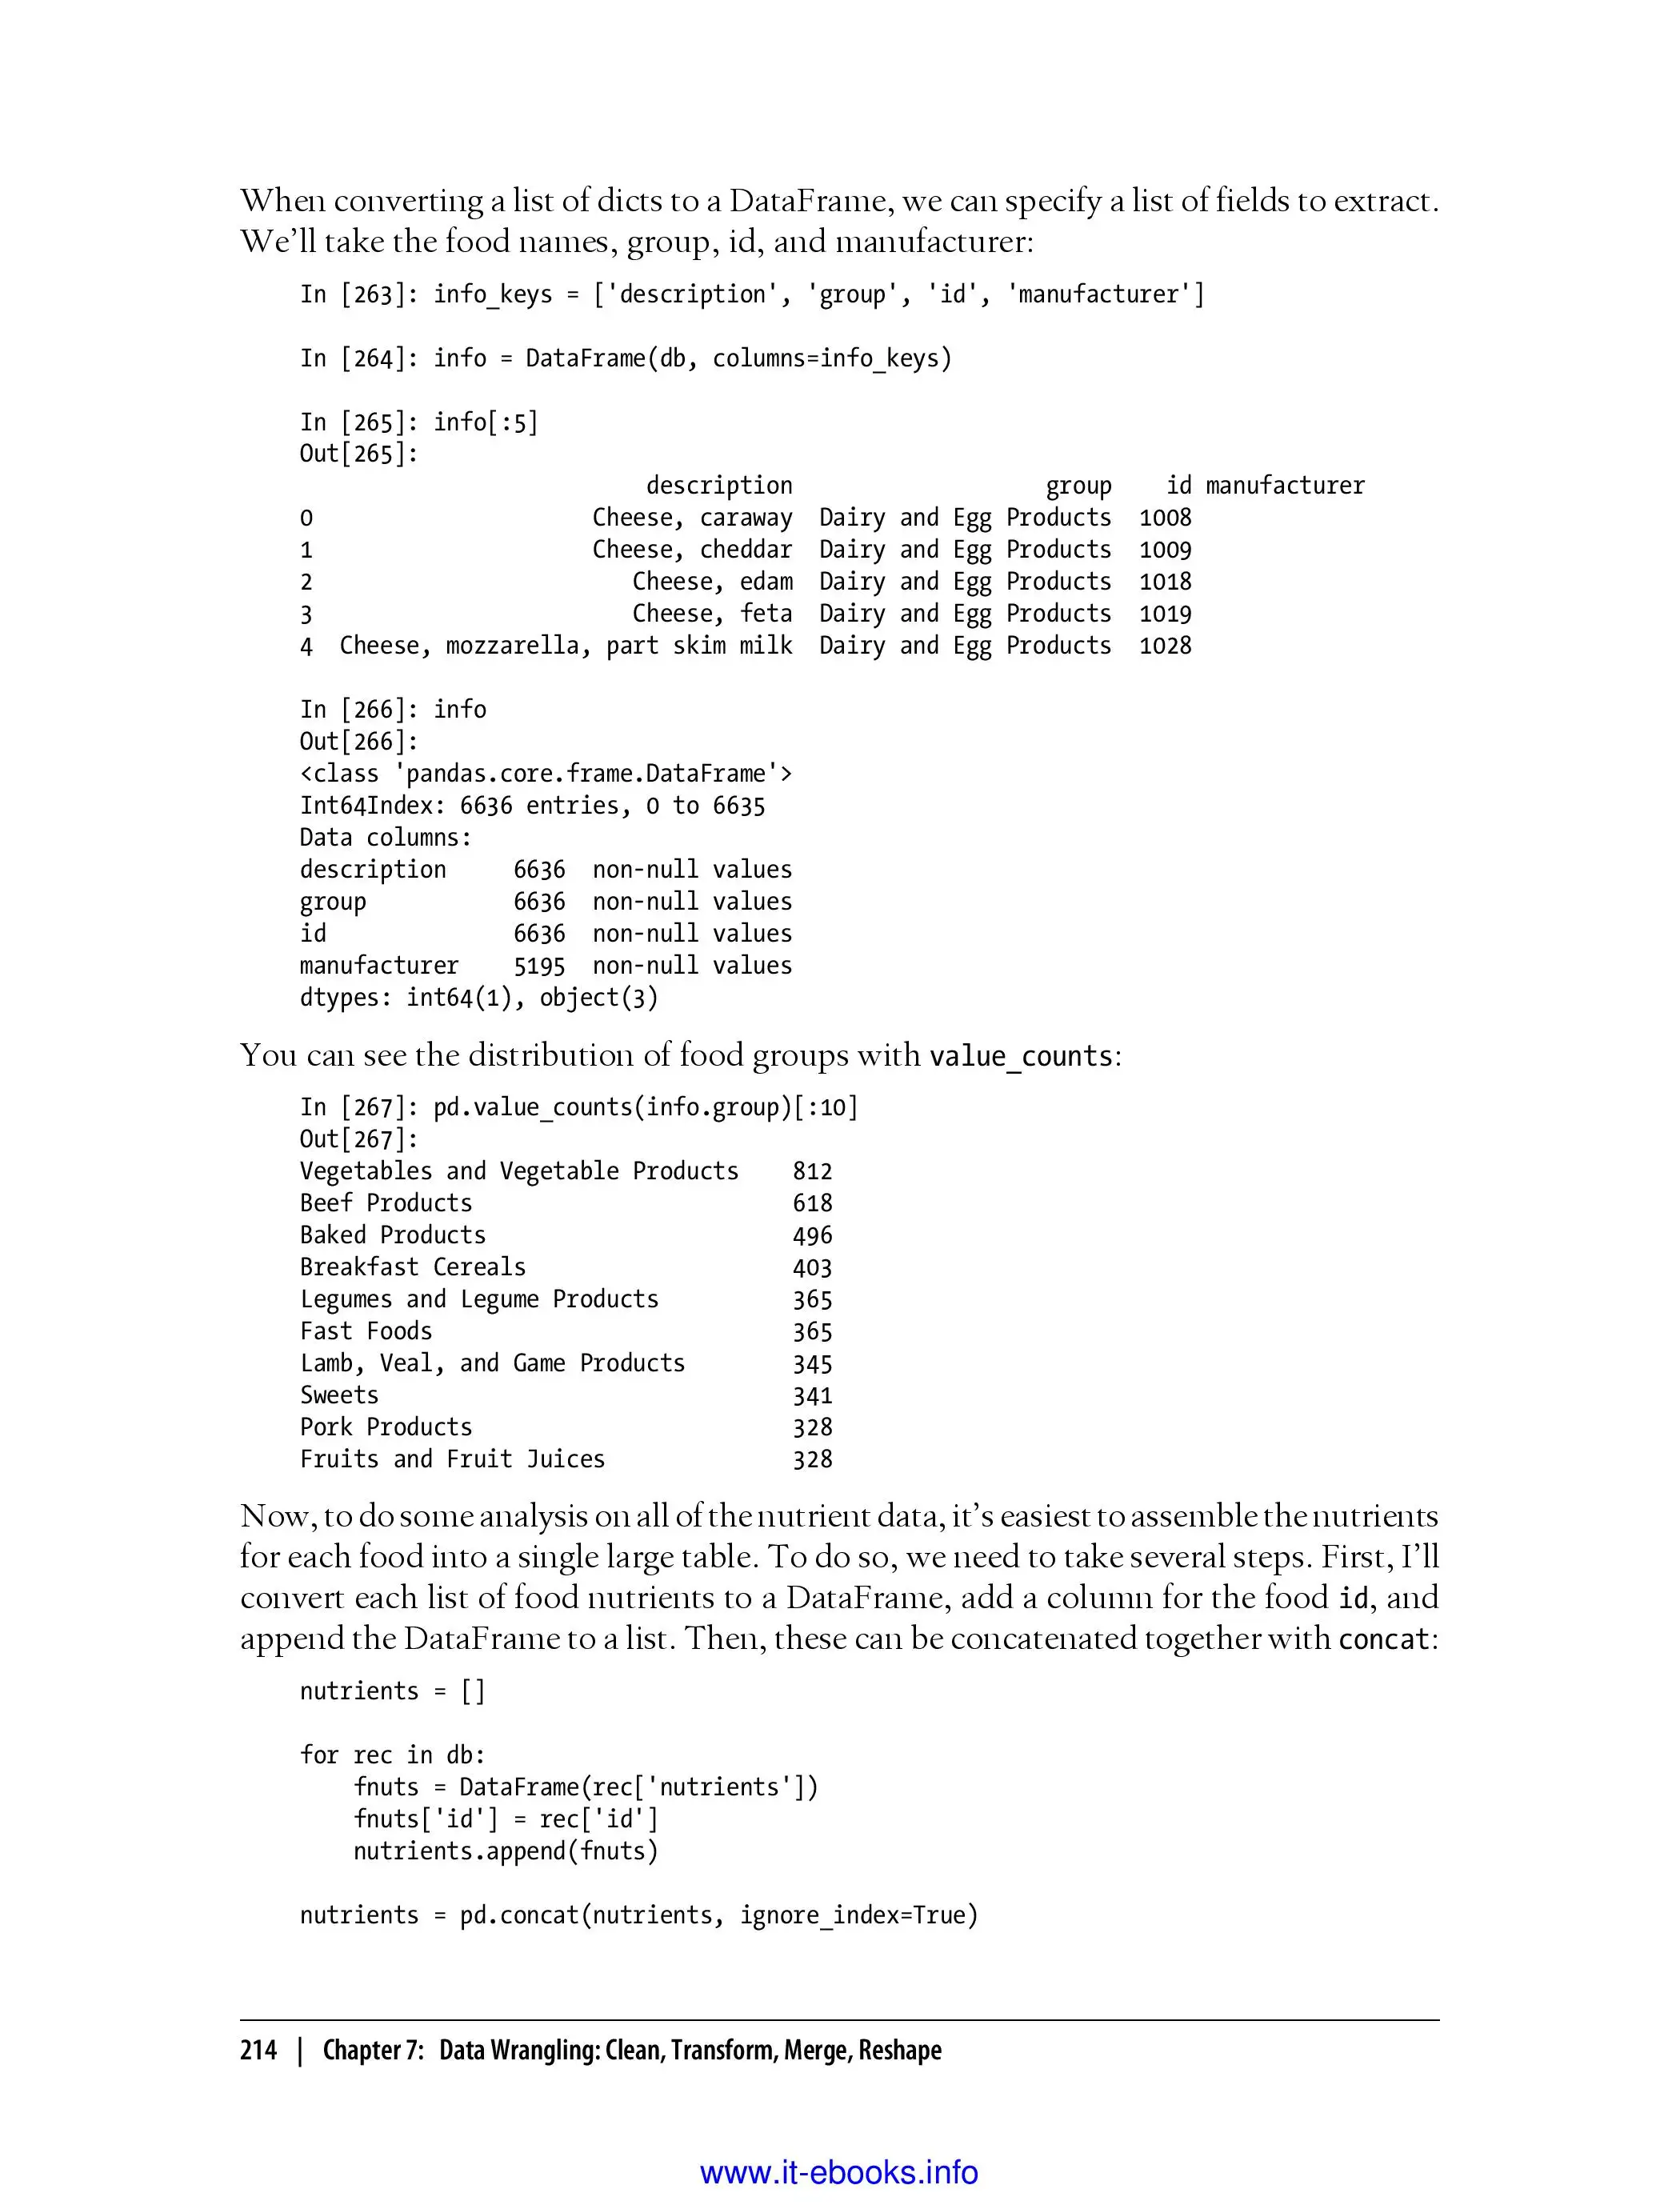 When converting a list of dicts to a DataFrame, we can specify a list of fields to extract.
We’ll take the food names, group, id, and manufacturer:
In [263]: info_keys = ['description', 'group', 'id', 'manufacturer']
In [264]: info = DataFrame(db, columns=info_keys)
In [265]: info[:5]
Out[265]:
                          description                   group    id manufacturer
0                     Cheese, caraway  Dairy and Egg Products  1008
1                     Cheese, cheddar  Dairy and Egg Products  1009
2                        Cheese, edam  Dairy and Egg Products  1018
3                        Cheese, feta  Dairy and Egg Products  1019
4  Cheese, mozzarella, part skim milk  Dairy and Egg Products  1028
In [266]: info
Out[266]:
<class 'pandas.core.frame.DataFrame'>
Int64Index: 6636 entries, 0 to 6635
Data columns:
description     6636  non-null values
group           6636  non-null values
id              6636  non-null values
manufacturer    5195  non-null values
dtypes: int64(1), object(3)
You can see the distribution of food groups with value_counts:
In [267]: pd.value_counts(info.group)[:10]
Out[267]:
Vegetables and Vegetable Products    812
Beef Products                        618
Baked Products                       496
Breakfast Cereals                    403
Legumes and Legume Products          365
Fast Foods                           365
Lamb, Veal, and Game Products        345
Sweets                               341
Pork Products                        328
Fruits and Fruit Juices              328
Now, to do some analysis on all of the nutrient data, it’s easiest to assemble the nutrients
for each food into a single large table. To do so, we need to take several steps. First, I’ll
convert each list of food nutrients to a DataFrame, add a column for the food id, and
append the DataFrame to a list. Then, these can be concatenated together with concat:
nutrients = []
for rec in db:
    fnuts = DataFrame(rec['nutrients'])
    fnuts['id'] = rec['id']
    nutrients.append(fnuts)
nutrients = pd.concat(nutrients, ignore_index=True)
214 | Chapter 7: Data Wrangling: Clean, Transform, Merge, Reshape
www.it-ebooks.info